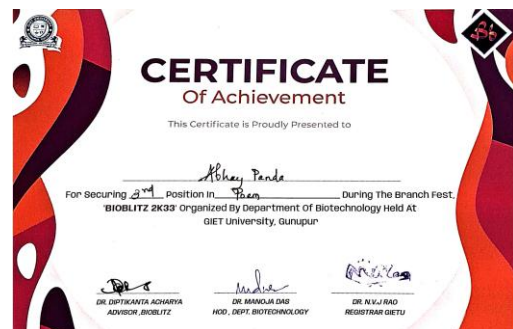 CERTIFICATE
Of Achievement
This Certificate is Proudly Presented to
Abhay Panda
For Securing 2nd Position In Poem During The Branch Fest,
"BIOBLITZ 2K33" Organized By Department Of Biotechnology Held At
GIET University, Gunupur
DR. DIPTIKANTA ACHARYA
ADVISOR ,BIOBLITZ
DR. MANOJA DAS
HOD , DEPT. BIOTECHNOLOGY
DR. N.V.J RAO
REGISTRAR GIETU